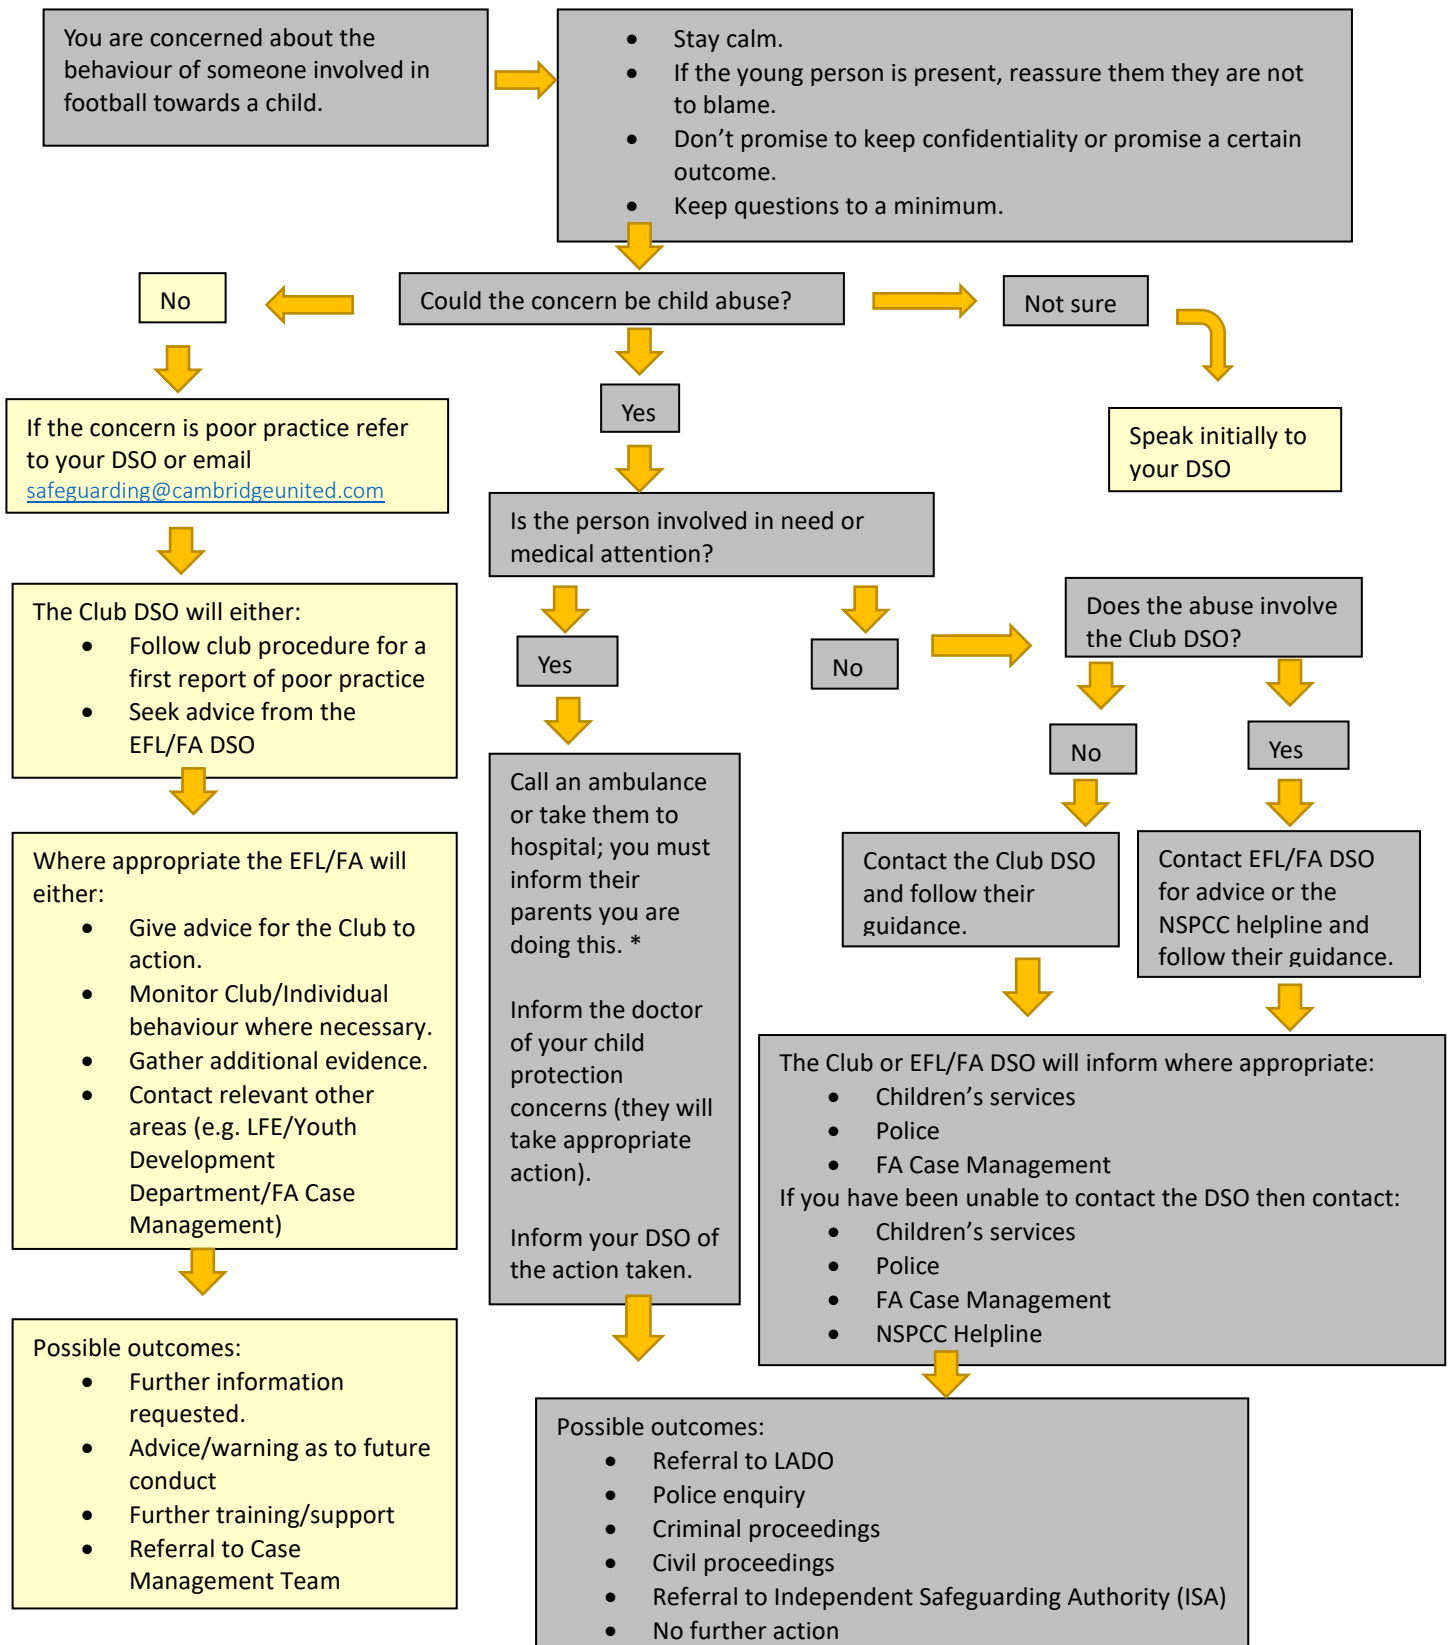 You are concerned about the
behaviour of someone involved in
football towards a child.
• Stay calm.
• If the young person is present, reassure them they are not
to blame.
• Don’t promise to keep confidentiality or promise a certain
outcome.
• Keep questions to a minimum.
No
Could the concern be child abuse?
Not sure
Yes
If the concern is poor practice refer
to your DSO or email
safeguarding@cambridgeunited.com
Speak initially to
your DSO
Is the person involved in need or
medical attention?
The Club DSO will either:
• Follow club procedure for a
first report of poor practice
• Seek advice from the
EFL/FA DSO
Yes
No
Does the abuse involve
the Club DSO?
No
Yes
Where appropriate the EFL/FA will
either:
• Give advice for the Club to
action.
• Monitor Club/Individual
behaviour where necessary.
• Gather additional evidence.
• Contact relevant other
areas (e.g. LFE/Youth
Development
Department/FA Case
Management)
Call an ambulance
or take them to
hospital; you must
inform their
parents you are
doing this. *
Inform the doctor
of your child
protection
concerns (they will
take appropriate
action).
Inform your DSO of
the action taken.
Contact the Club DSO
and follow their
guidance.
Contact EFL/FA DSO
for advice or the
NSPCC helpline and
follow their guidance.
The Club or EFL/FA DSO will inform where appropriate:
• Children’s services
• Police
• FA Case Management
If you have been unable to contact the DSO then contact:
• Children’s services
• Police
• FA Case Management
• NSPCC Helpline
Possible outcomes:
• Further information
requested.
• Advice/warning as to future
conduct
• Further training/support
• Referral to Case
Management Team
Possible outcomes:
• Referral to LADO
• Police enquiry
• Criminal proceedings
• Civil proceedings
• Referral to Independent Safeguarding Authority (ISA)
• No further action